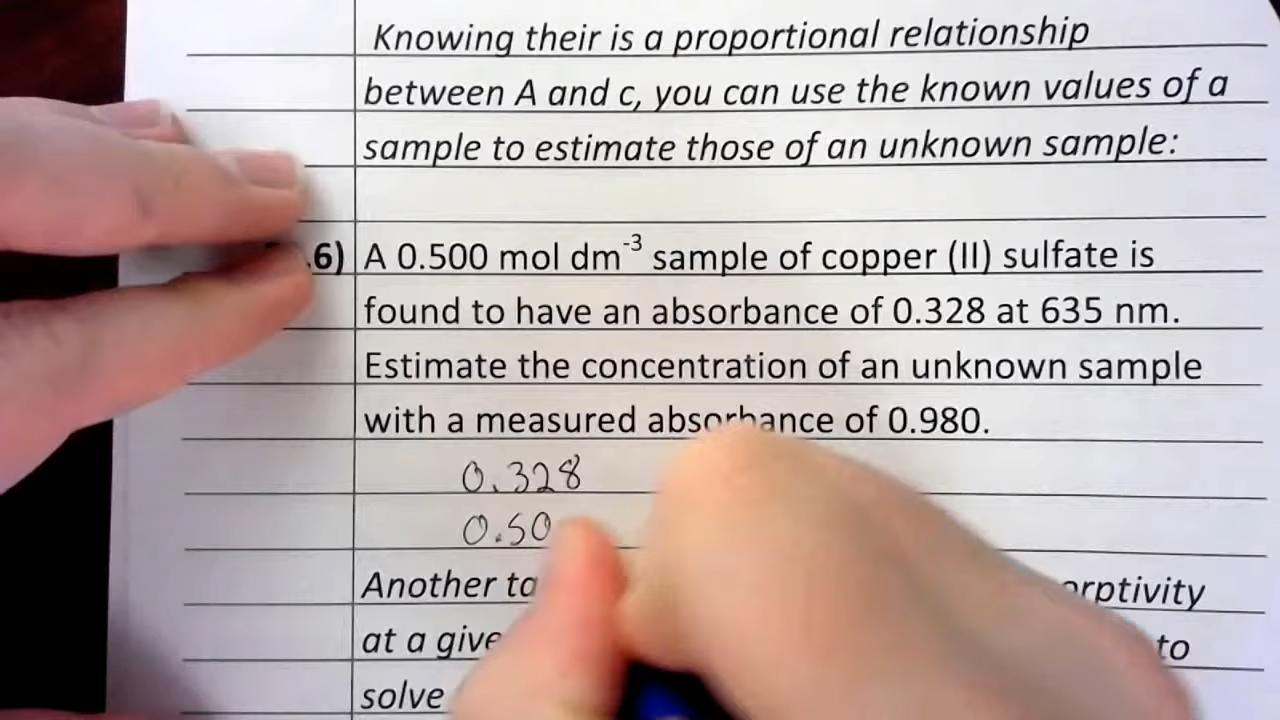 Knowing their is a proportional relationship
between A and c, you can use the known values of a
sample to estimate those of an unknown sample:
.6) A 0.500 mol dm⁻³ sample of copper (II) sulfate is
found to have an absorbance of 0.328 at 635 nm.
Estimate the concentration of an unknown sample
with a measured absorbance of 0.980.
0.328
0.50
Another
at a
to
solve